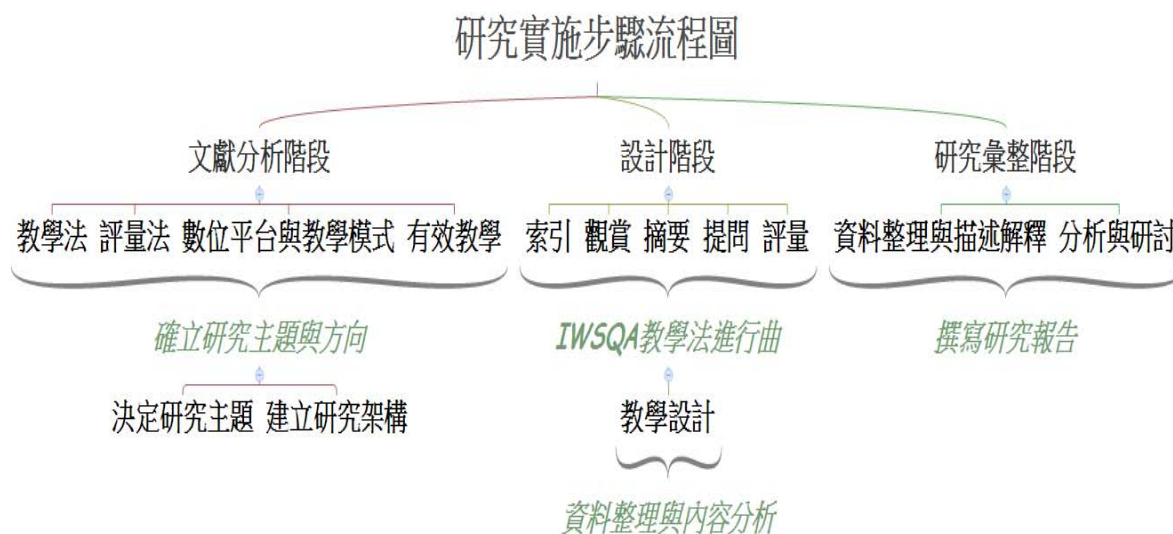 研究實施步驟流程圖
文獻分析階段 設計階段 研究彙整階段
教學法 評量法 數位平台與教學模式 有效教學 索引 觀賞 摘要 提問 評量 資料整理與描述解釋 分析與研討
確立研究主題與方向 IWSQA教學法進行曲 撰寫研究報告
決定研究主題 建立研究架構 教學設計
資料整理與內容分析